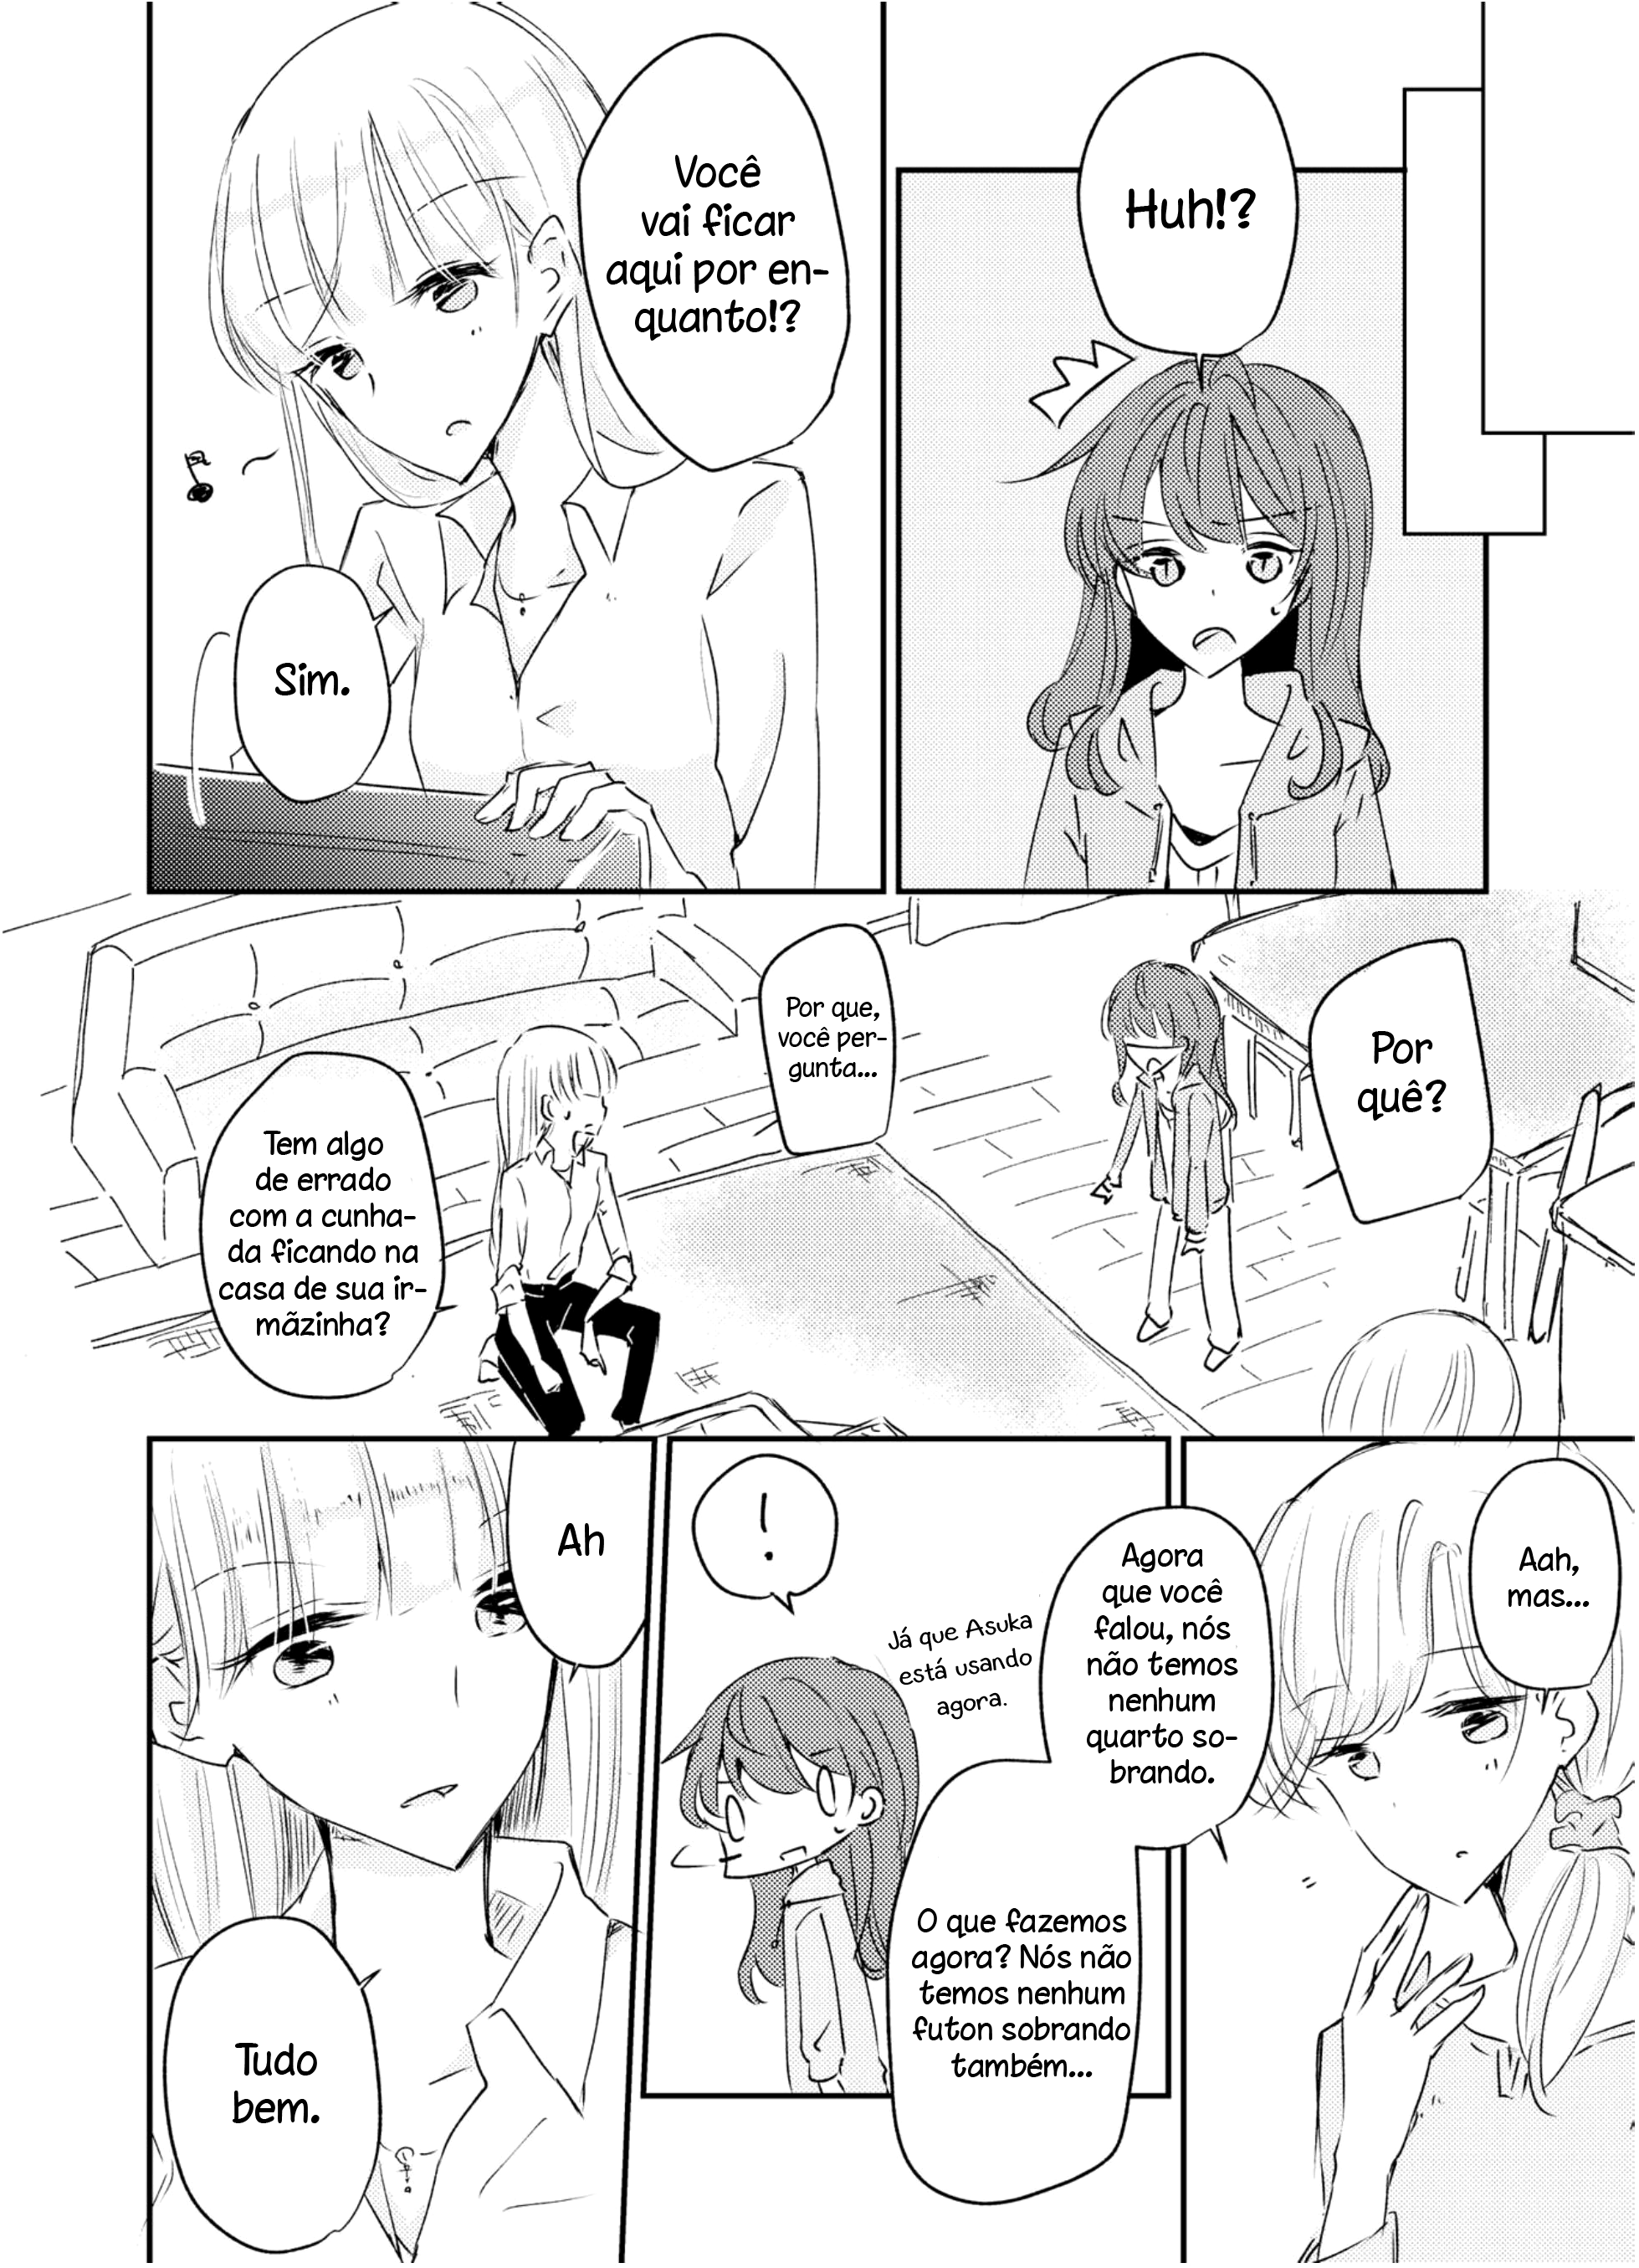 Huh!?
Você
vai ficar
aqui por en-
quanto!?
Sim.
Por
quê?
Por que,
você per-
gunta...
Tem algo
de errado
com a cunha-
da ficando na
casa de sua ir-
mãzinha?
Aah,
mas...
Agora
que você
falou, nós
não temos
nenhum
quarto so-
brando.
Já que Asuka
está usando
agora.
O que fazemos
agora? Nós não
temos nenhum
futon sobrando
também...
!
Ah
Tudo
bem.